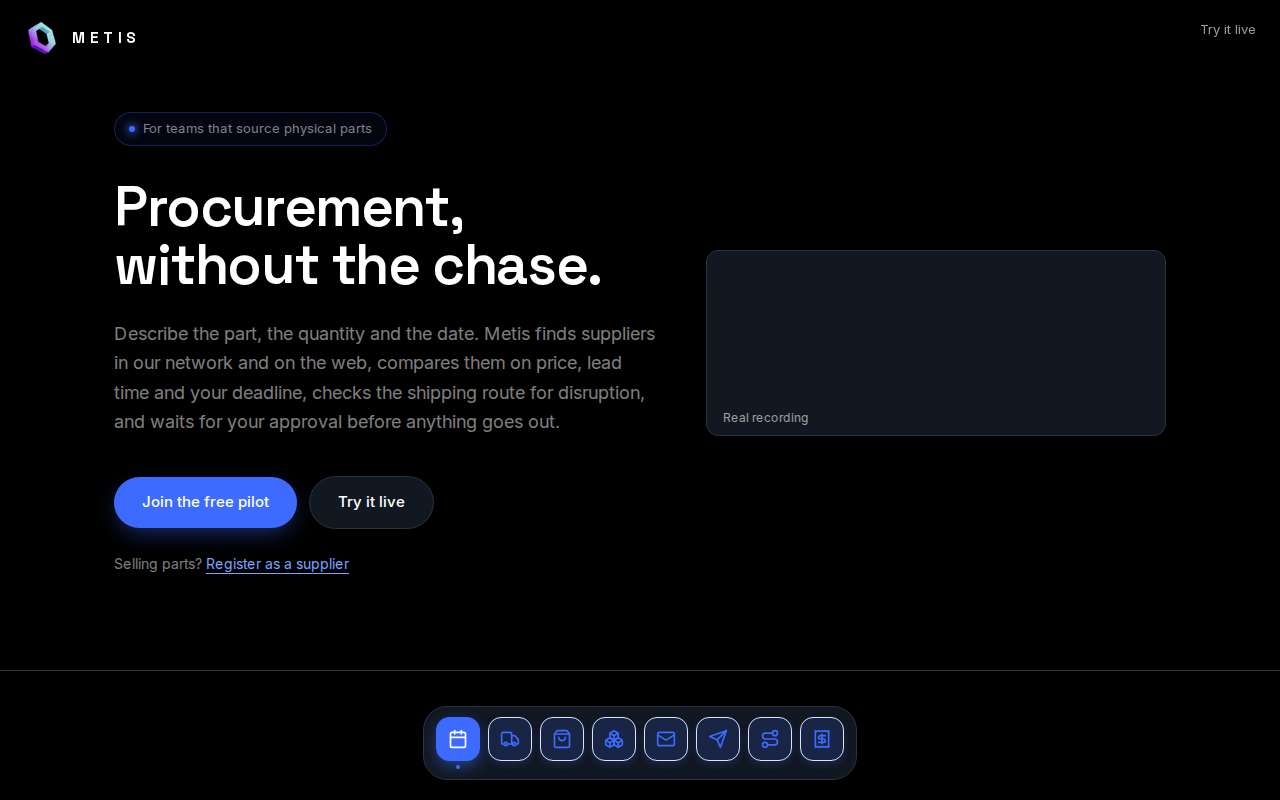 METIS
Try it live
For teams that source physical parts
Procurement,
without the chase.
Describe the part, the quantity and the date. Metis finds suppliers
in our network and on the web, compares them on price, lead
time and your deadline, checks the shipping route for disruption,
and waits for your approval before anything goes out.
Real recording
Join the free pilot
Try it live
Selling parts? Register as a supplier